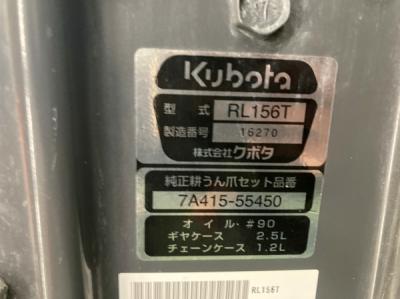 Kubota
型式 RL156T
製造番号 16270
株式会社クボタ
純正耕うん爪セット品番
7A415-55450
オイル #90
ギヤケース 2.5L
チェーンケース 1.2L
RL156T